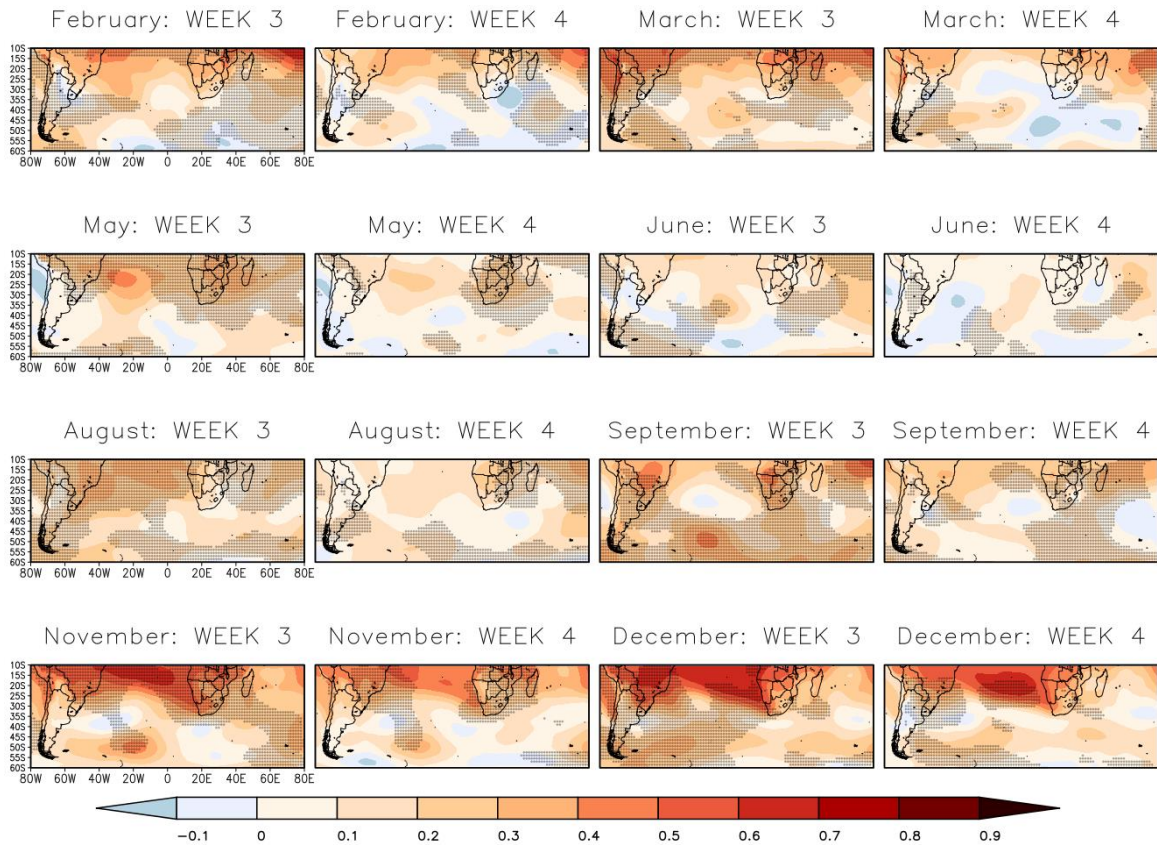 February: WEEK 3 February: WEEK 4 March: WEEK 3 March: WEEK 4
10S
15S
20S
25S
30S
35S
40S
45S
50S
55S
60S
80W 60W 40W 20W 0 20E 40E 60E 80E
May: WEEK 3 May: WEEK 4 June: WEEK 3 June: WEEK 4
10S
15S
20S
25S
30S
35S
40S
45S
50S
55S
60S
80W 60W 40W 20W 0 20E 40E 60E 80E
August: WEEK 3 August: WEEK 4 September: WEEK 3 September: WEEK 4
10S
15S
20S
25S
30S
35S
40S
45S
50S
55S
60S
80W 60W 40W 20W 0 20E 40E 60E 80E
November: WEEK 3 November: WEEK 4 December: WEEK 3 December: WEEK 4
10S
15S
20S
25S
30S
35S
40S
45S
50S
55S
60S
80W 60W 40W 20W 0 20E 40E 60E 80E
−0.1 0 0.1 0.2 0.3 0.4 0.5 0.6 0.7 0.8 0.9